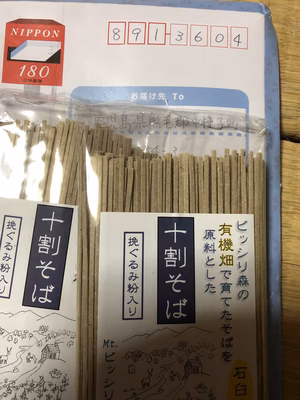 NIPPON
180
891-3604
お届け先 To
十割そば
挽ぐるみ粉入り
十割そば
挽ぐるみ粉入り
ピッシリ森の
有機畑で育てたそばを
原料とした
石臼
Mt.ピッシリ